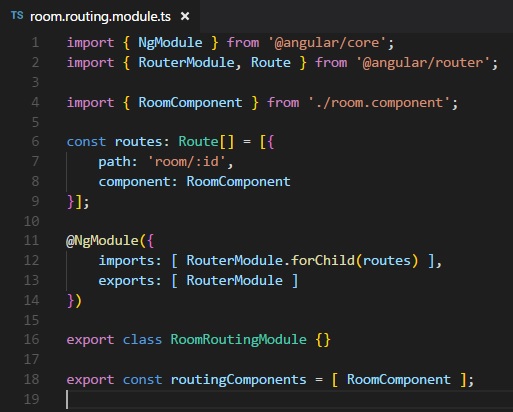 TS room.routing.module.ts ×
1 import { NgModule } from '@angular/core';
2 import { RouterModule, Route } from '@angular/router';
3
4 import { RoomComponent } from './room.component';
5
6 const routes: Route[] = [{
7     path: 'room/:id',
8     component: RoomComponent
9 }];
10
11 @NgModule({
12     imports: [ RouterModule.forChild(routes) ],
13     exports: [ RouterModule ]
14 })
15
16 export class RoomRoutingModule {}
17
18 export const routingComponents = [ RoomComponent ];
19